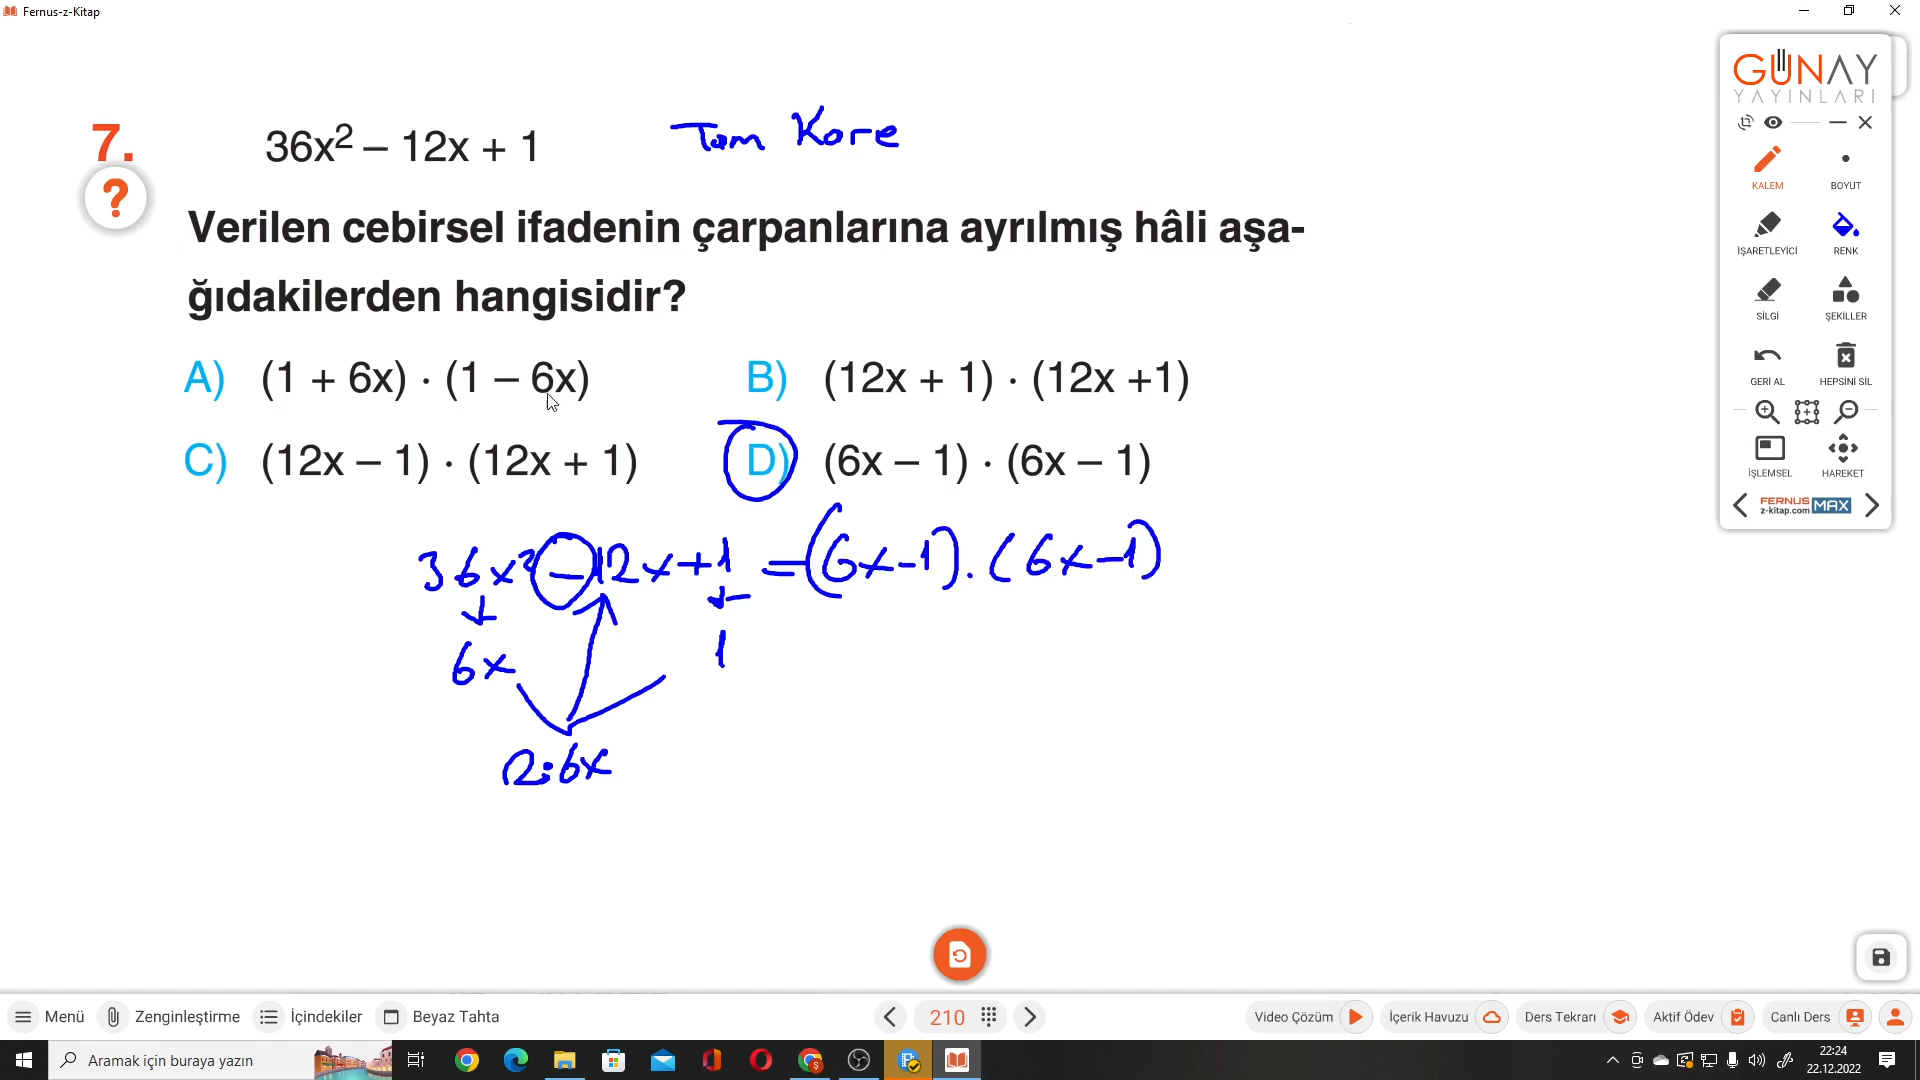 Fernus-z-Kitap
7.
?
36x² – 12x + 1
Tam Kare
Verilen cebirsel ifadenin çarpanlarına ayrılmış hâli aşa-
ğıdakilerden hangisidir?
A) (1 + 6x) · (1 – 6x)
B) (12x + 1) · (12x +1)
C) (12x – 1) · (12x + 1)
D) (6x – 1) · (6x – 1)
36x² – 12x + 1 = (6x – 1) . (6x – 1)
6x
1
2.6x
GÜNAY
YAYINLARI
KALEM
BOYUT
İŞARETLEYİCİ
RENK
SİLGİ
ŞEKİLLER
GERİ AL
HEPSİNİ SİL
İŞLEMSEL
HAREKET
FERNUS
z-kitap.com MAX
Menü
Zenginleştirme
İçindekiler
Beyaz Tahta
210
Video Çözüm
İçerik Havuzu
Ders Tekrarı
Aktif Ödev
Canlı Ders
Aramak için buraya yazın
22:24
22.12.2022